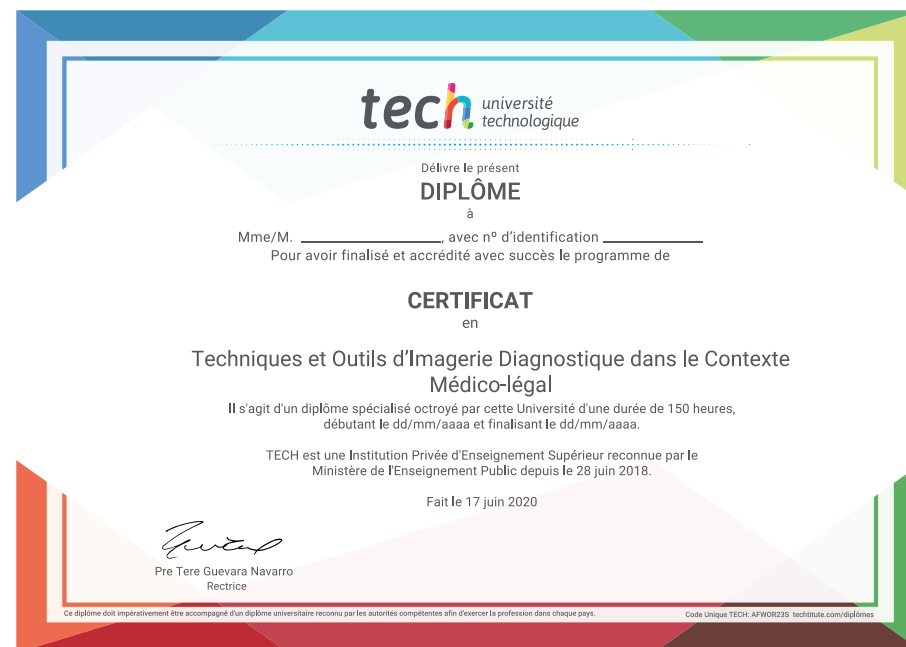 tech université
technologique
Délivre le présent
DIPLÔME
à
Mme/M. ____________, avec nº d'identification ____________
Pour avoir finalisé et accrédité avec succès le programme de
CERTIFICAT
en
Techniques et Outils d'Imagerie Diagnostique dans le Contexte
Médico-légal
Il s'agit d'un diplôme spécialisé octroyé par cette Université d'une durée de 150 heures,
débutant le dd/mm/aaaa et finalisant le dd/mm/aaaa.
TECH est une Institution Privée d'Enseignement Supérieur reconnue par le
Ministère de l'Enseignement Public depuis le 28 juin 2018.
Fait le 17 juin 2020
Pre Tere Guevara Navarro
Rectrice
Ce diplôme doit impérativement être accompagné d'un diplôme universitaire reconnu par les autorités compétentes afin d'exercer la profession dans chaque pays.
Code Unique TECH: AFWOR23S techtitute.com/diplômes